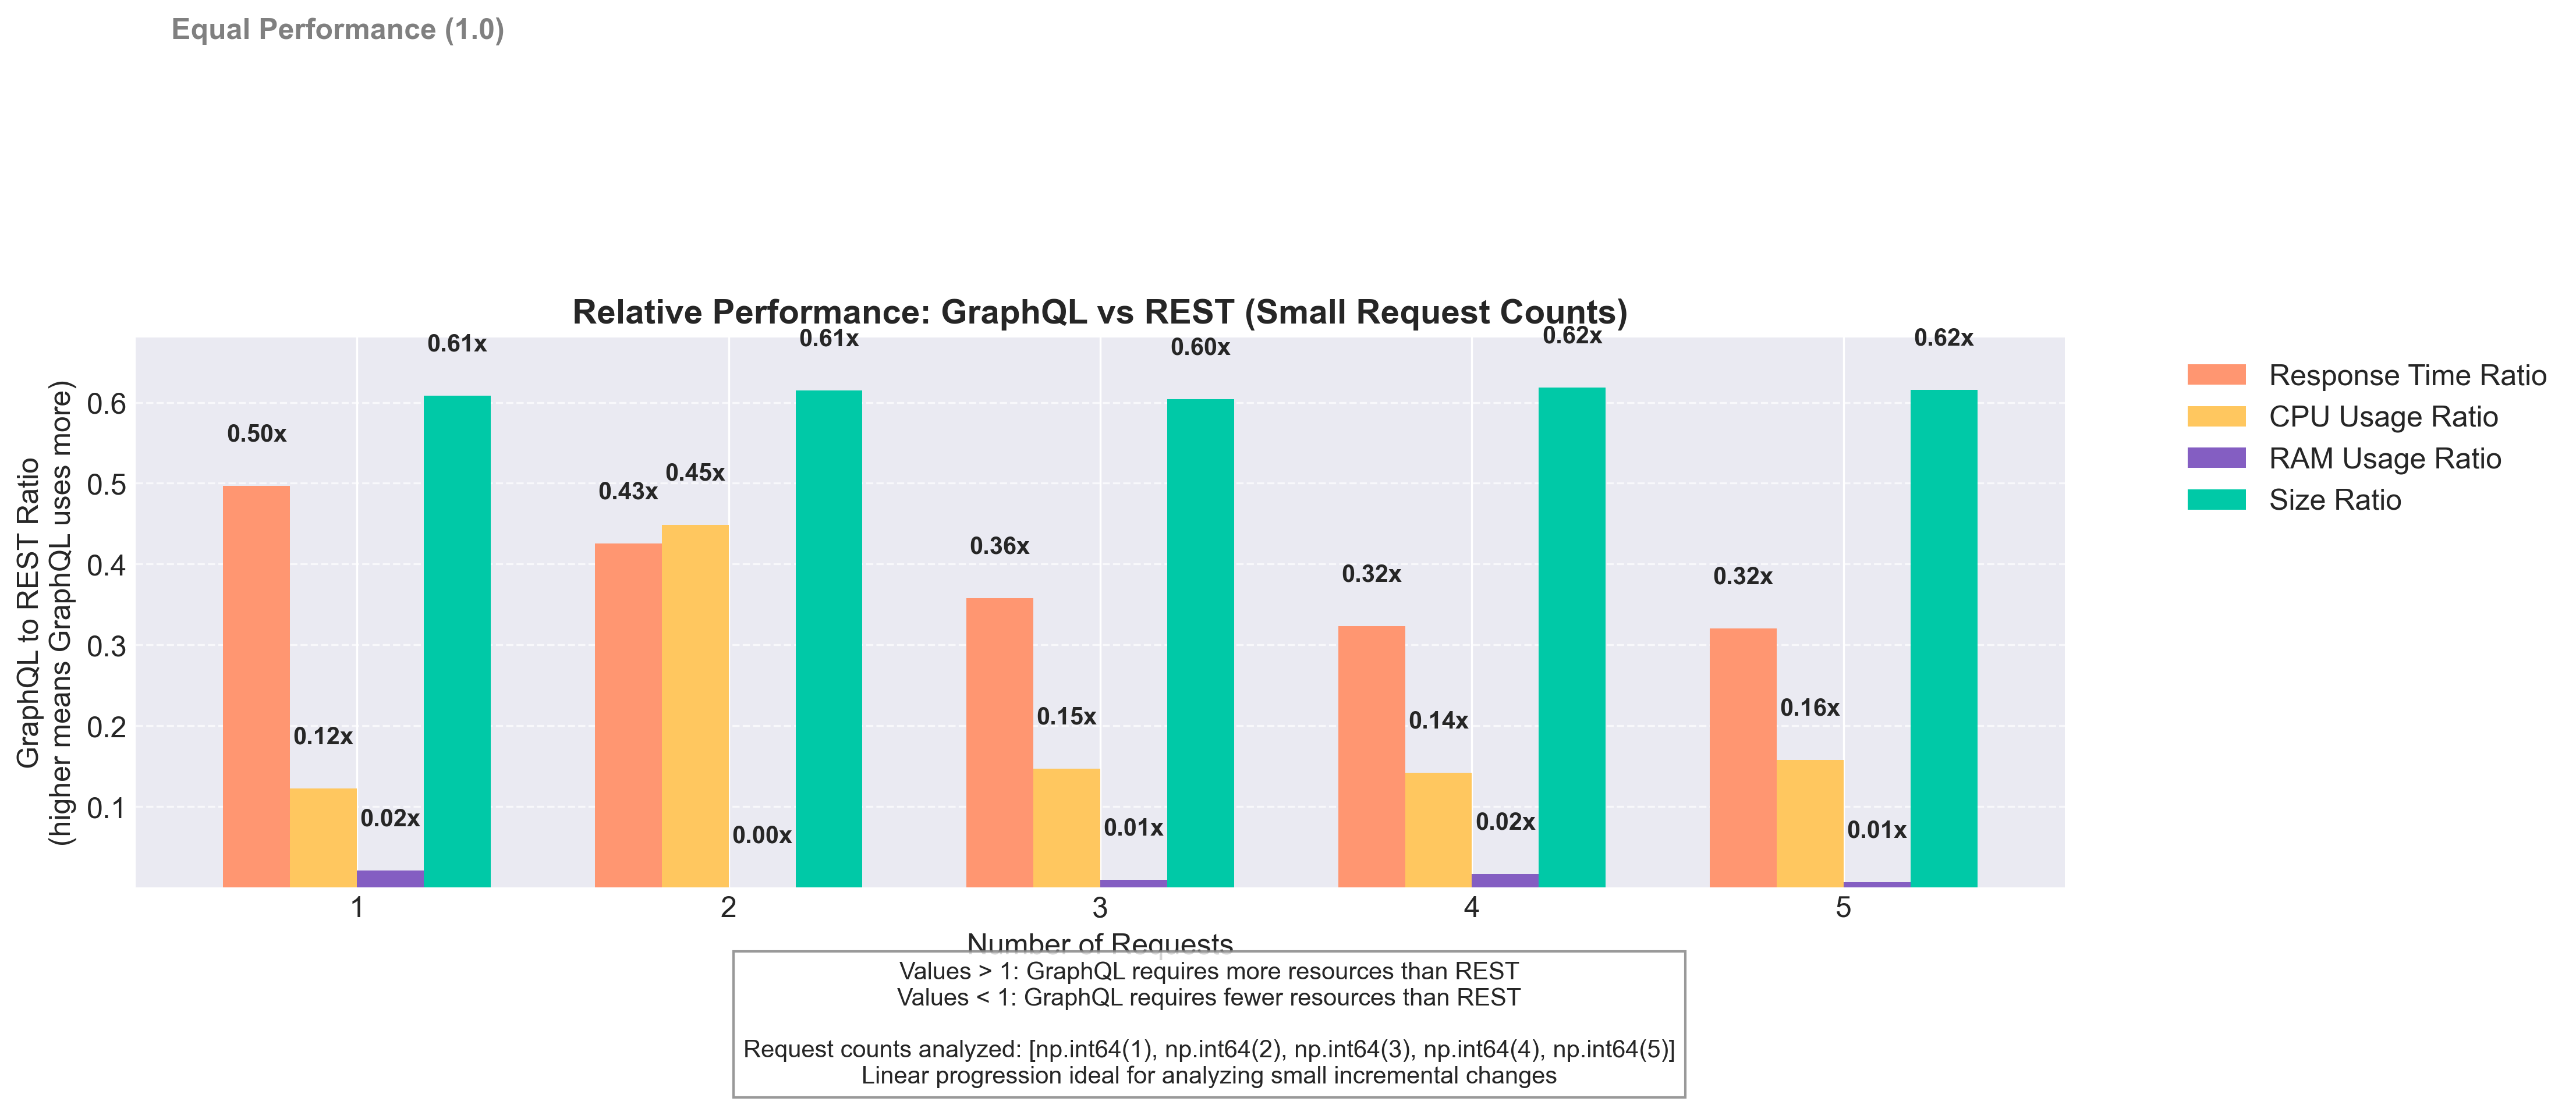 Equal Performance (1.0)
Relative Performance: GraphQL vs REST (Small Request Counts)
GraphQL to REST Ratio
(higher means GraphQL uses more)
0.6
0.5
0.4
0.3
0.2
0.1
0.50x
0.12x
0.02x
0.61x
0.43x
0.45x
0.00x
0.61x
0.36x
0.15x
0.01x
0.60x
0.32x
0.14x
0.02x
0.62x
0.32x
0.16x
0.01x
0.62x
1
2
3
4
5
Number of Requests
Response Time Ratio
CPU Usage Ratio
RAM Usage Ratio
Size Ratio
Values > 1: GraphQL requires more resources than REST
Values < 1: GraphQL requires fewer resources than REST
Request counts analyzed: [np.int64(1), np.int64(2), np.int64(3), np.int64(4), np.int64(5)]
Linear progression ideal for analyzing small incremental changes